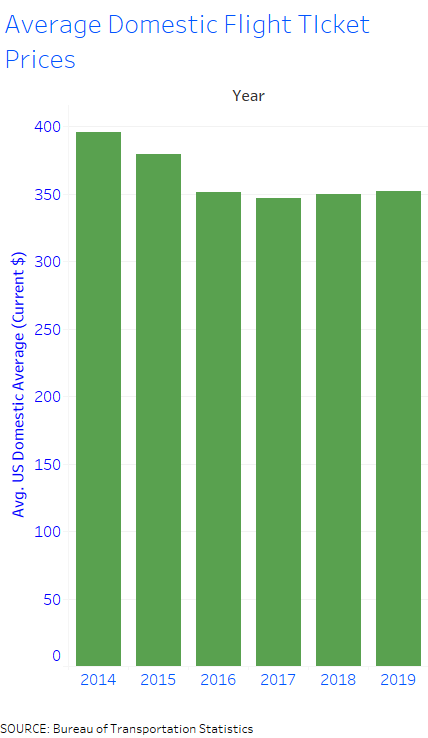 Average Domestic Flight TIcket
Prices
Year
400
350
300
250
200
150
100
50
0
Avg. US Domestic Average (Current $)
2014 2015 2016 2017 2018 2019
SOURCE: Bureau of Transportation Statistics